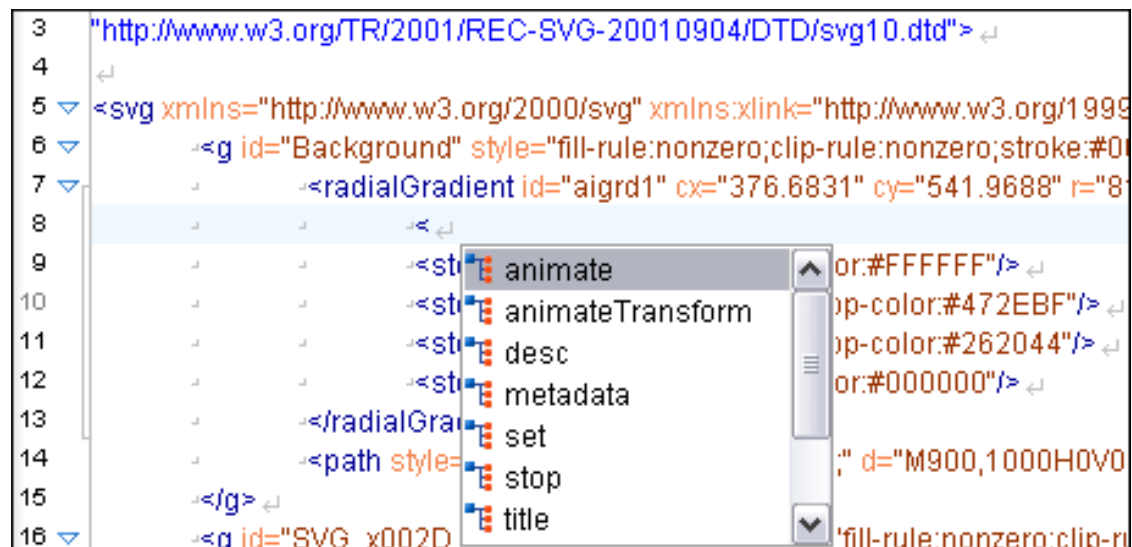 3 "http://www.w3.org/TR/2001/REC-SVG-20010904/DTD/svg10.dtd">
4
5 <svg xmlns="http://www.w3.org/2000/svg" xmlns:xlink="http://www.w3.org/1999
6 <g id="Background" style="fill-rule:nonzero;clip-rule:nonzero;stroke:#0
7 <radialGradient id="aigrd1" cx="376.6831" cy="541.9688" r="8
8 <
9 <st or:#FFFFFF"/>
10 <st op-color:#472EBF"/>
11 <st op-color:#262044"/>
12 <st or:#000000"/>
13 </radialGra
14 <path style= ;" d="M900,1000H0V0
15 </g>
16 <g id="SVG_x002D_ "fill-rule:nonzero;clip-r
animate
animateTransform
desc
metadata
set
stop
title